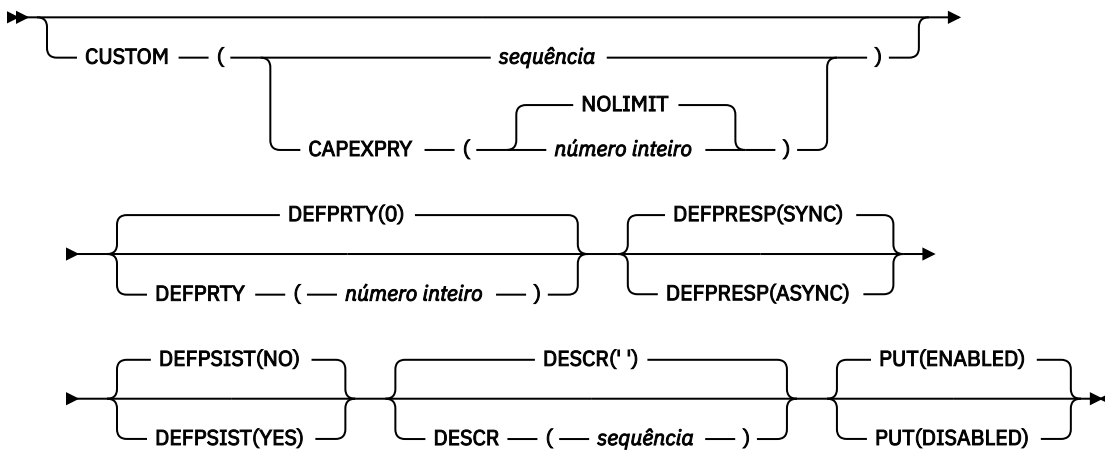 CUSTOM ( sequência )
NOLIMIT
CAPEXPRY ( número inteiro )
DEFPRTY(0) DEFPRESP(SYNC)
DEFPRTY ( número inteiro ) DEFPRESP(ASYNC)
DEFPSIST(NO) DESCR(' ') PUT(ENABLED)
DEFPSIST(YES) DESCR ( sequência ) PUT(DISABLED)